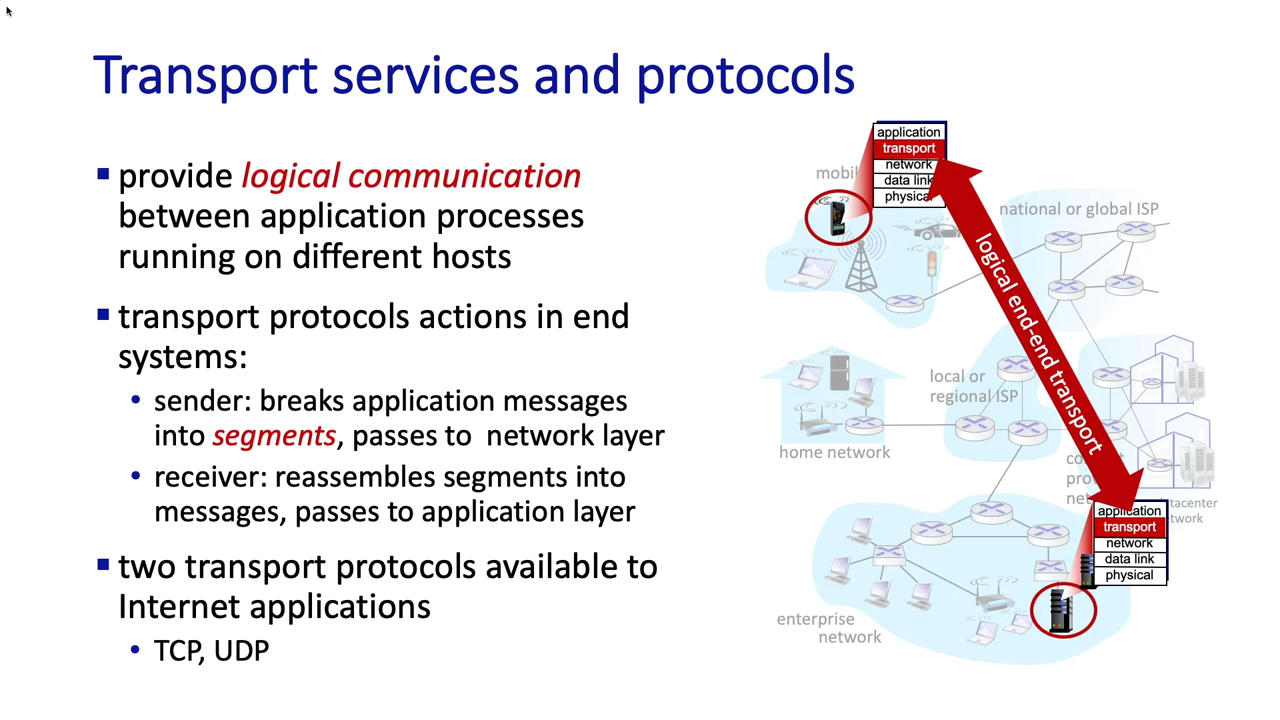 Transport services and protocols
provide logical communication
between application processes
running on different hosts
transport protocols actions in end
systems:
sender: breaks application messages
into segments, passes to network layer
receiver: reassembles segments into
messages, passes to application layer
two transport protocols available to
Internet applications
TCP, UDP
application
transport
network
data link
physical
national or global ISP
logical end-end transport
local or
regional ISP
home network
application
transport
network
data link
physical
enterprise
network